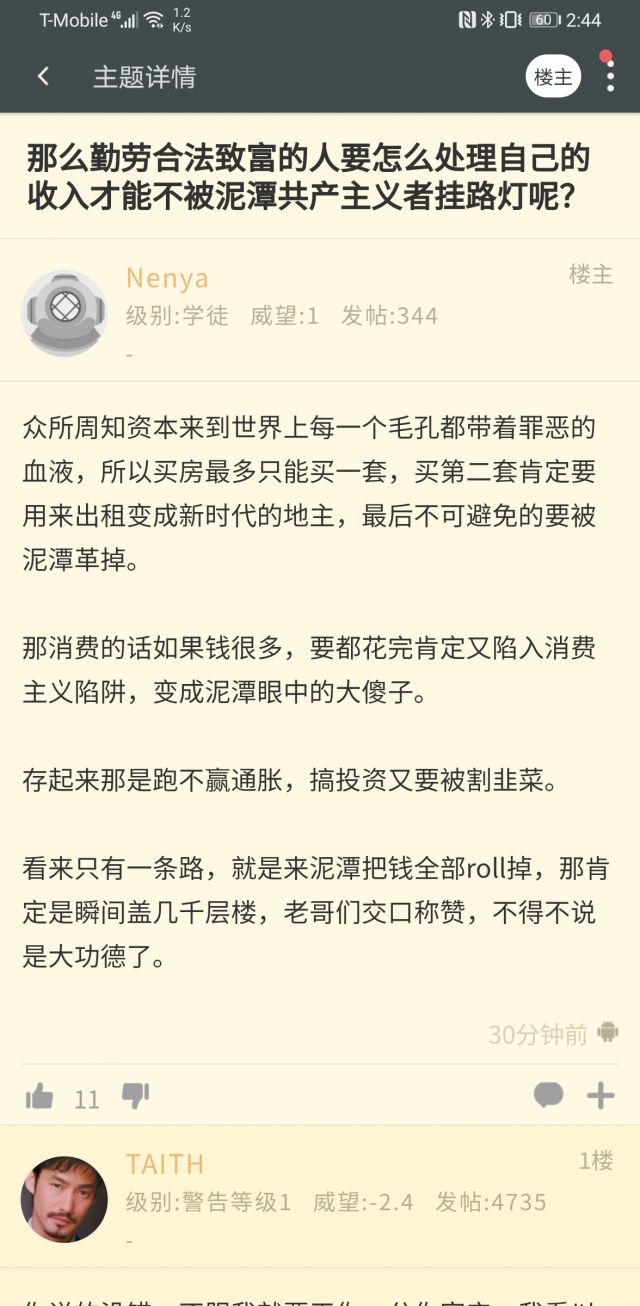 T-Mobile 4G 1.2 K/s 60 2:44
主题详情 楼主
那么勤劳合法致富的人要怎么处理自己的
收入才能不被泥潭共产主义者挂路灯呢?
Nenya 楼主
级别:学徒 威望:1 发帖:344
-
众所周知资本来到世界上每一个毛孔都带着罪恶的
血液，所以买房最多只能买一套，买第二套肯定要
用来出租变成新时代的地主，最后不可避免的要被
泥潭革掉。
那消费的话如果钱很多，要都花完肯定又陷入消费
主义陷阱，变成泥潭眼中的大傻子。
存起来那是跑不赢通胀，搞投资又要被割韭菜。
看来只有一条路，就是来泥潭把钱全部roll掉，那肯
定是瞬间盖几千层楼，老哥们交口称赞，不得不说
是大功德了。
30分钟前
11
TAITH 1楼
级别:警告等级1 威望:-2.4 发帖:4735
-